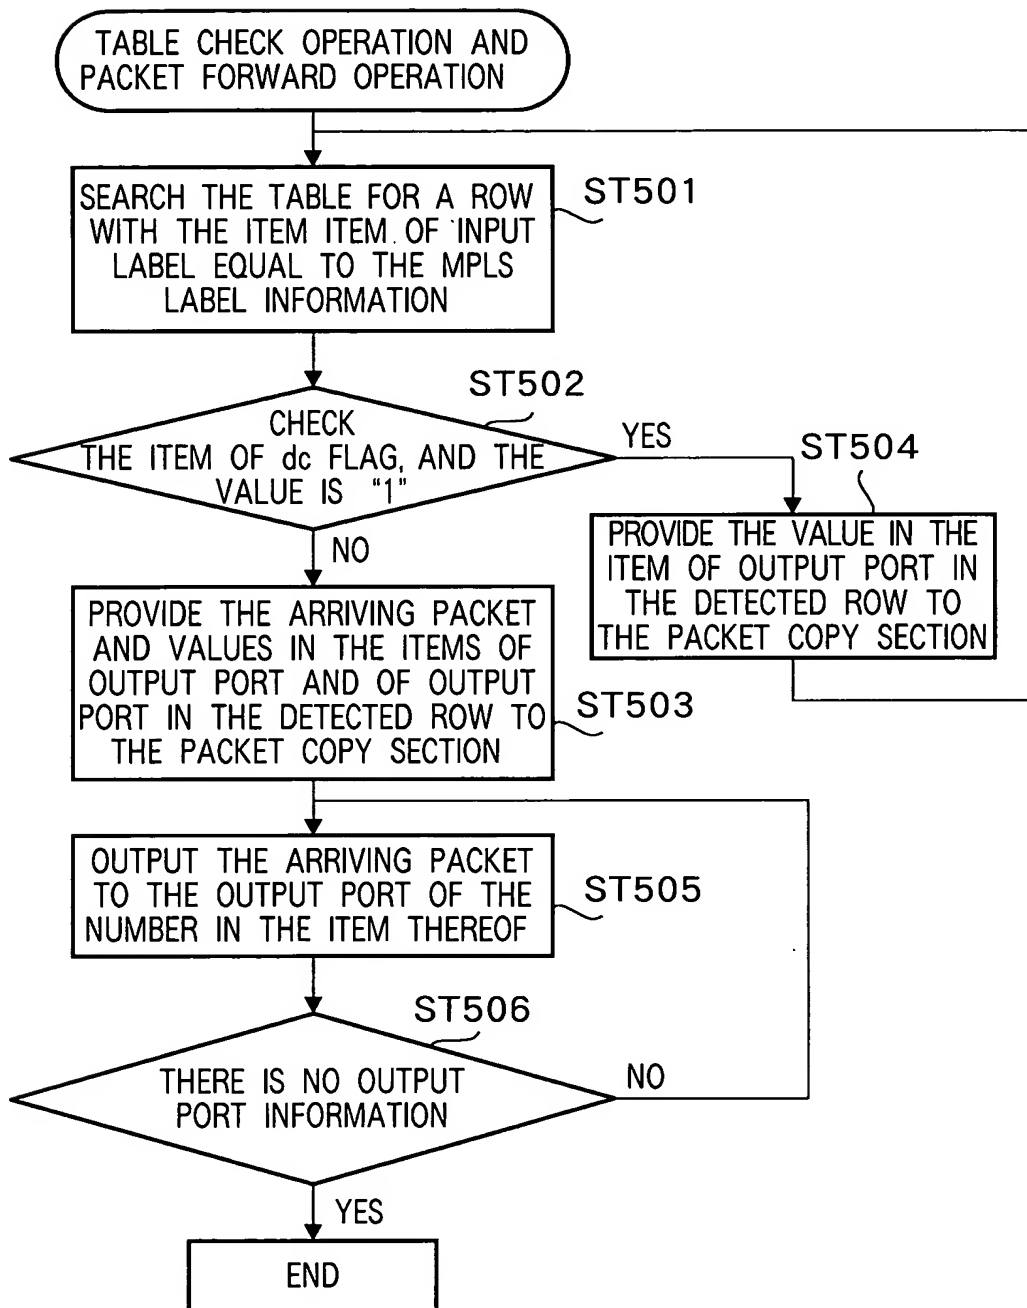 TABLE CHECK OPERATION AND
PACKET FORWARD OPERATION
SEARCH THE TABLE FOR A ROW
WITH THE ITEM ITEM OF INPUT
LABEL EQUAL TO THE MPLS
LABEL INFORMATION
ST501
CHECK
THE ITEM OF dc FLAG, AND THE
VALUE IS "1"
ST502
YES
NO
PROVIDE THE VALUE IN THE
ITEM OF OUTPUT PORT IN
THE DETECTED ROW TO
THE PACKET COPY SECTION
ST504
PROVIDE THE ARRIVING PACKET
AND VALUES IN THE ITEMS OF
OUTPUT PORT AND OF OUTPUT
PORT IN THE DETECTED ROW TO
THE PACKET COPY SECTION
ST503
OUTPUT THE ARRIVING PACKET
TO THE OUTPUT PORT OF THE
NUMBER IN THE ITEM THEREOF
ST505
THERE IS NO OUTPUT
PORT INFORMATION
ST506
NO
YES
END